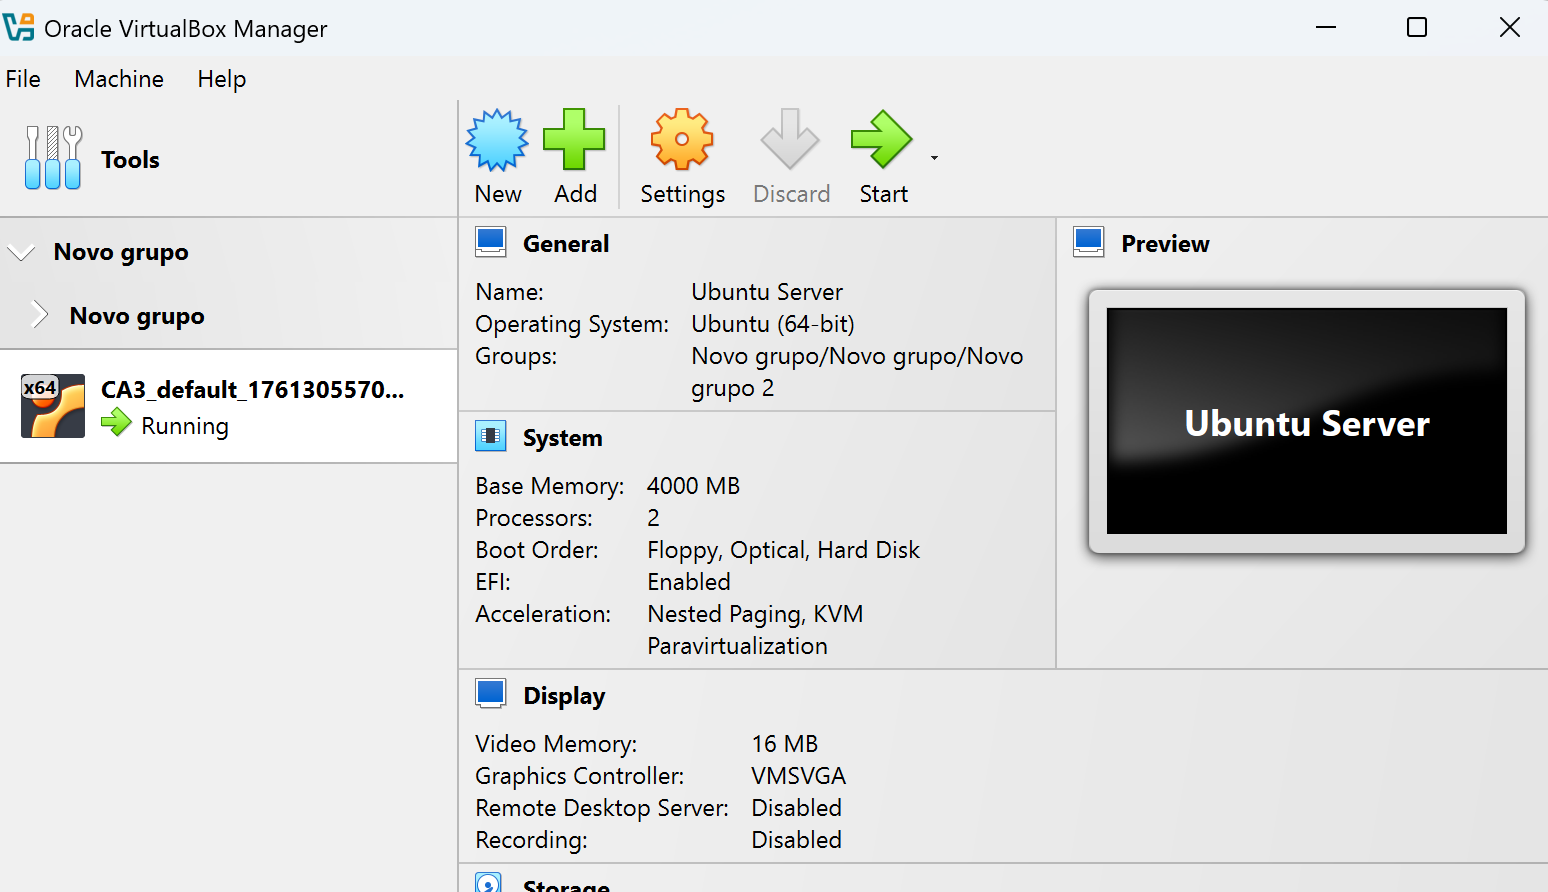 Oracle VirtualBox Manager
File Machine Help
Tools
New Add Settings Discard Start
Novo grupo
Novo grupo
x64
CA3_default_1761305570...
Running
General
Name: Ubuntu Server
Operating System: Ubuntu (64-bit)
Groups: Novo grupo/Novo grupo/Novo
grupo 2
System
Base Memory: 4000 MB
Processors: 2
Boot Order: Floppy, Optical, Hard Disk
EFI: Enabled
Acceleration: Nested Paging, KVM
Paravirtualization
Preview
Ubuntu Server
Display
Video Memory: 16 MB
Graphics Controller: VMSVGA
Remote Desktop Server: Disabled
Recording: Disabled
Storage